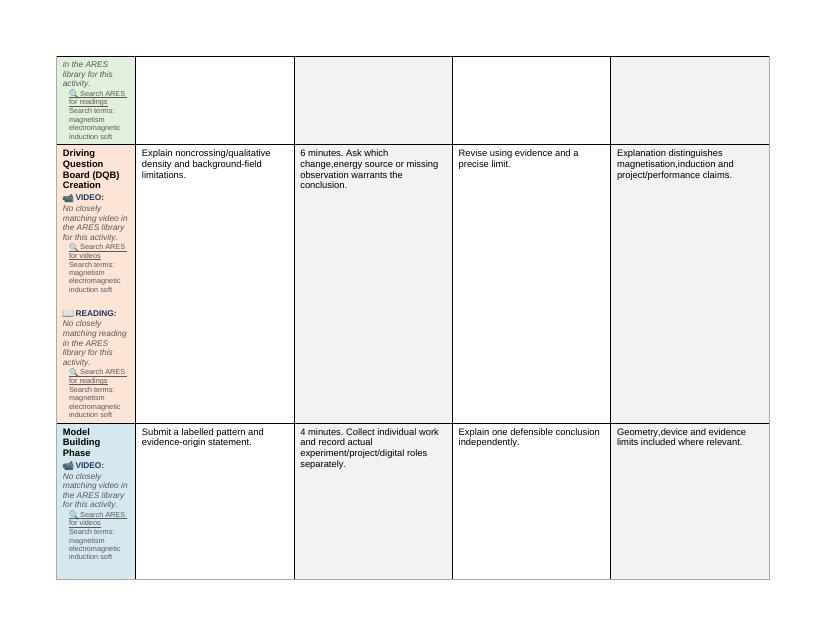 in the ARES
library for this
activity.
🔍 Search ARES
for readings
Search terms:
magnetism
electromagnetic
induction soft
Driving
Question
Board (DQB)
Creation
📹 VIDEO:
No closely
matching video in
the ARES library
for this activity.
🔍 Search ARES
for videos
Search terms:
magnetism
electromagnetic
induction soft
📖 READING:
No closely
matching reading
in the ARES
library for this
activity.
🔍 Search ARES
for readings
Search terms:
magnetism
electromagnetic
induction soft
Explain noncrossing/qualitative
density and background-field
limitations.
6 minutes. Ask which
change,energy source or missing
observation warrants the
conclusion.
Revise using evidence and a
precise limit.
Explanation distinguishes
magnetisation,induction and
project/performance claims.
Model
Building
Phase
📹 VIDEO:
No closely
matching video in
the ARES library
for this activity.
🔍 Search ARES
for videos
Search terms:
magnetism
electromagnetic
induction soft
Submit a labelled pattern and
evidence-origin statement.
4 minutes. Collect individual work
and record actual
experiment/project/digital roles
separately.
Explain one defensible conclusion
independently.
Geometry,device and evidence
limits included where relevant.